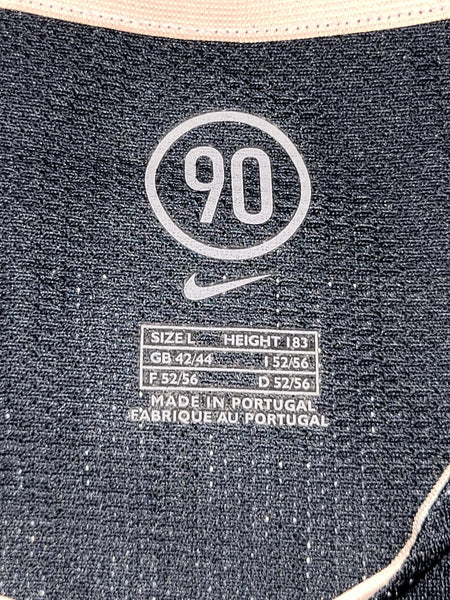 90
SIZE L HEIGHT 183
GB 42/44 I 52/56
F 52/56 D 52/56
MADE IN PORTUGAL
FABRIQUE AU PORTUGAL